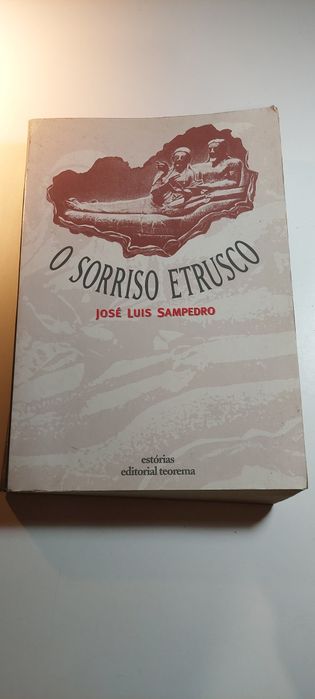 O SORRISO ETRUSCO
JOSÉ LUIS SAMPEDRO
estórias
editorial teorema